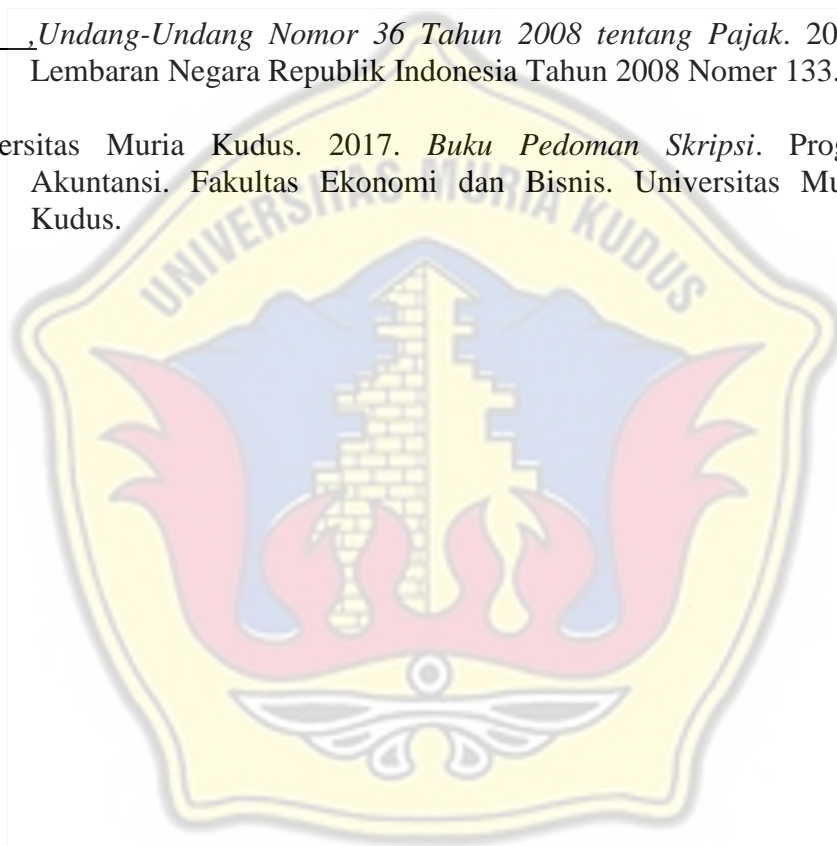 ,Undang-Undang Nomor 36 Tahun 2008 tentang Pajak. 20
Lembaran Negara Republik Indonesia Tahun 2008 Nomer 133.
ersitas Muria Kudus. 2017. Buku Pedoman Skripsi. Prog
Akuntansi. Fakultas Ekonomi dan Bisnis. Universitas Mu
Kudus.
UNIVERSITAS MURIA KUDUS